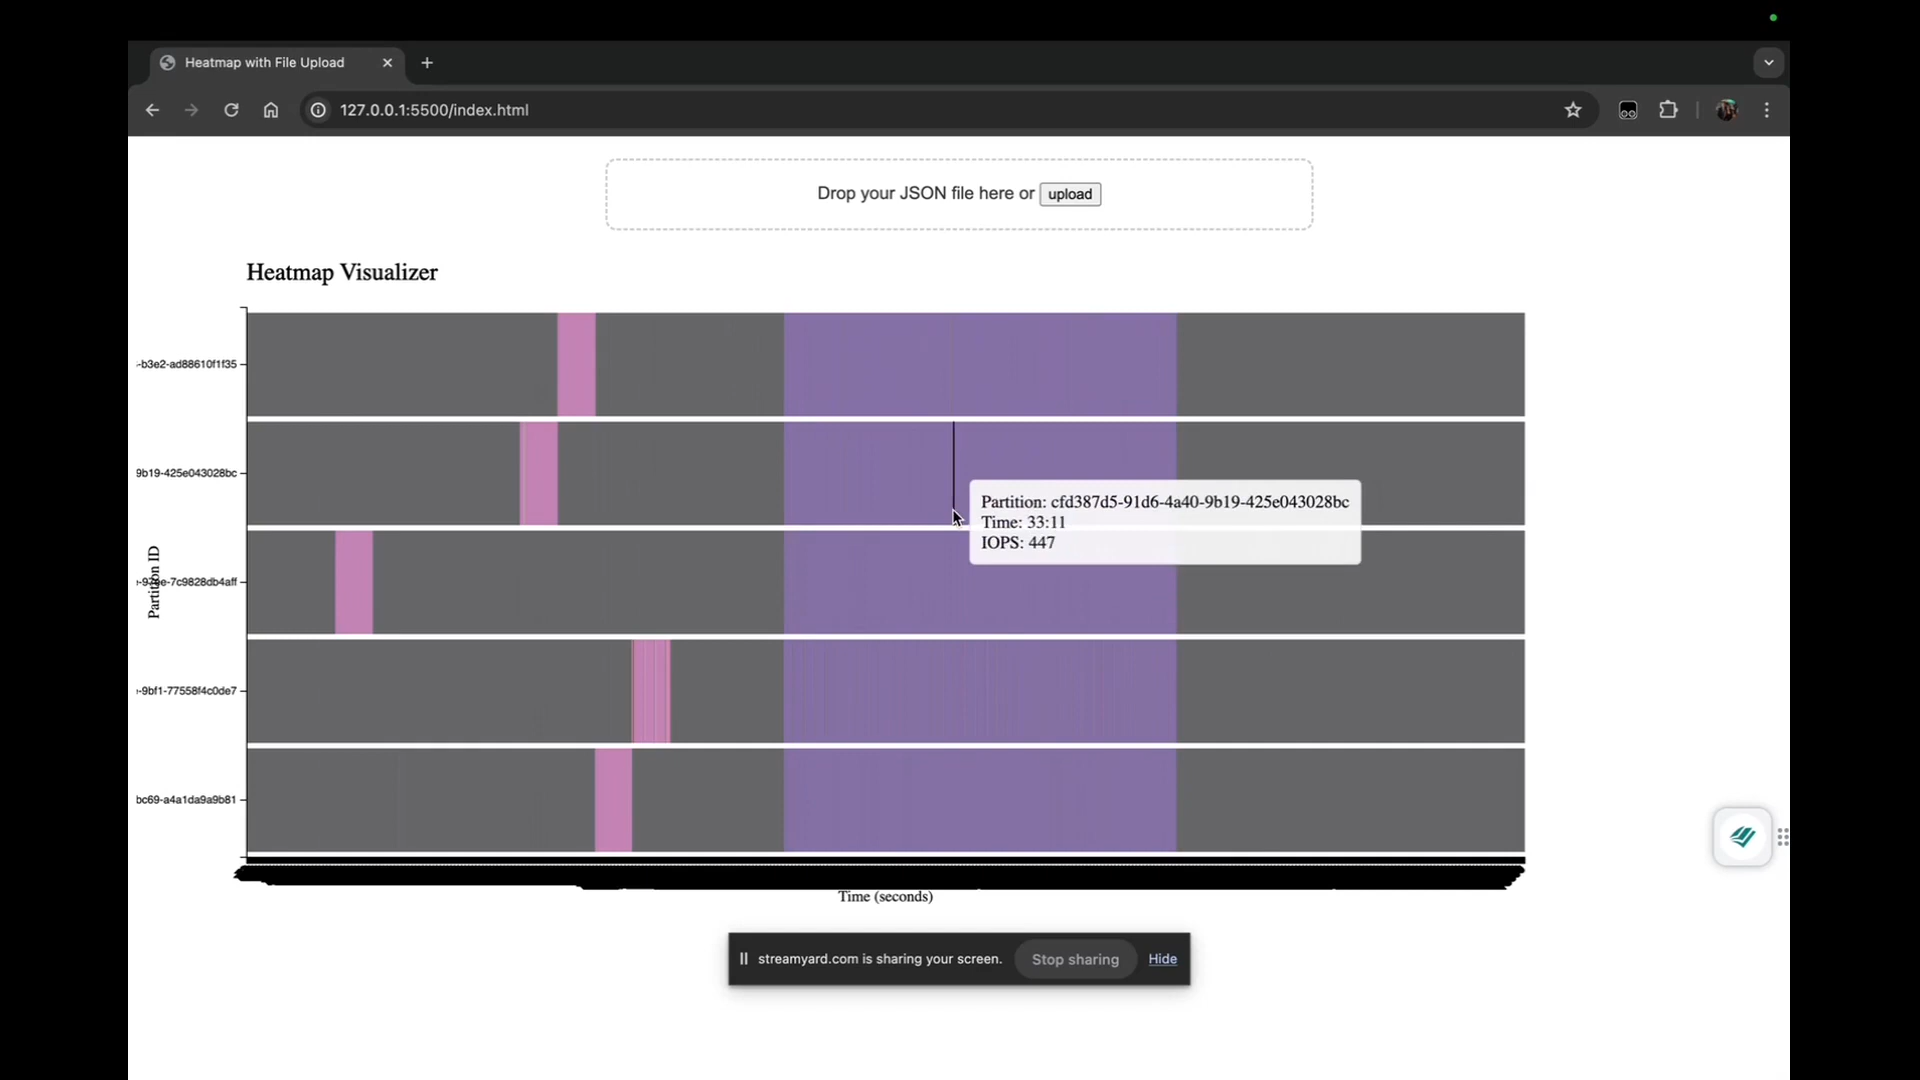 Heatmap with File Upload
127.0.0.1:5500/index.html
Drop your JSON file here or upload
Heatmap Visualizer
-b3e2-ad88610f1f35
9b19-425e043028bc
Partition: cfd387d5-91d6-4a40-9b19-425e043028bc
Time: 33:11
IOPS: 447
Partition ID
-7c9828db4aff
-9bf1-77558f4c0de7
bc69-a4a1da9a9b81
Time (seconds)
streamyard.com is sharing your screen. Stop sharing Hide